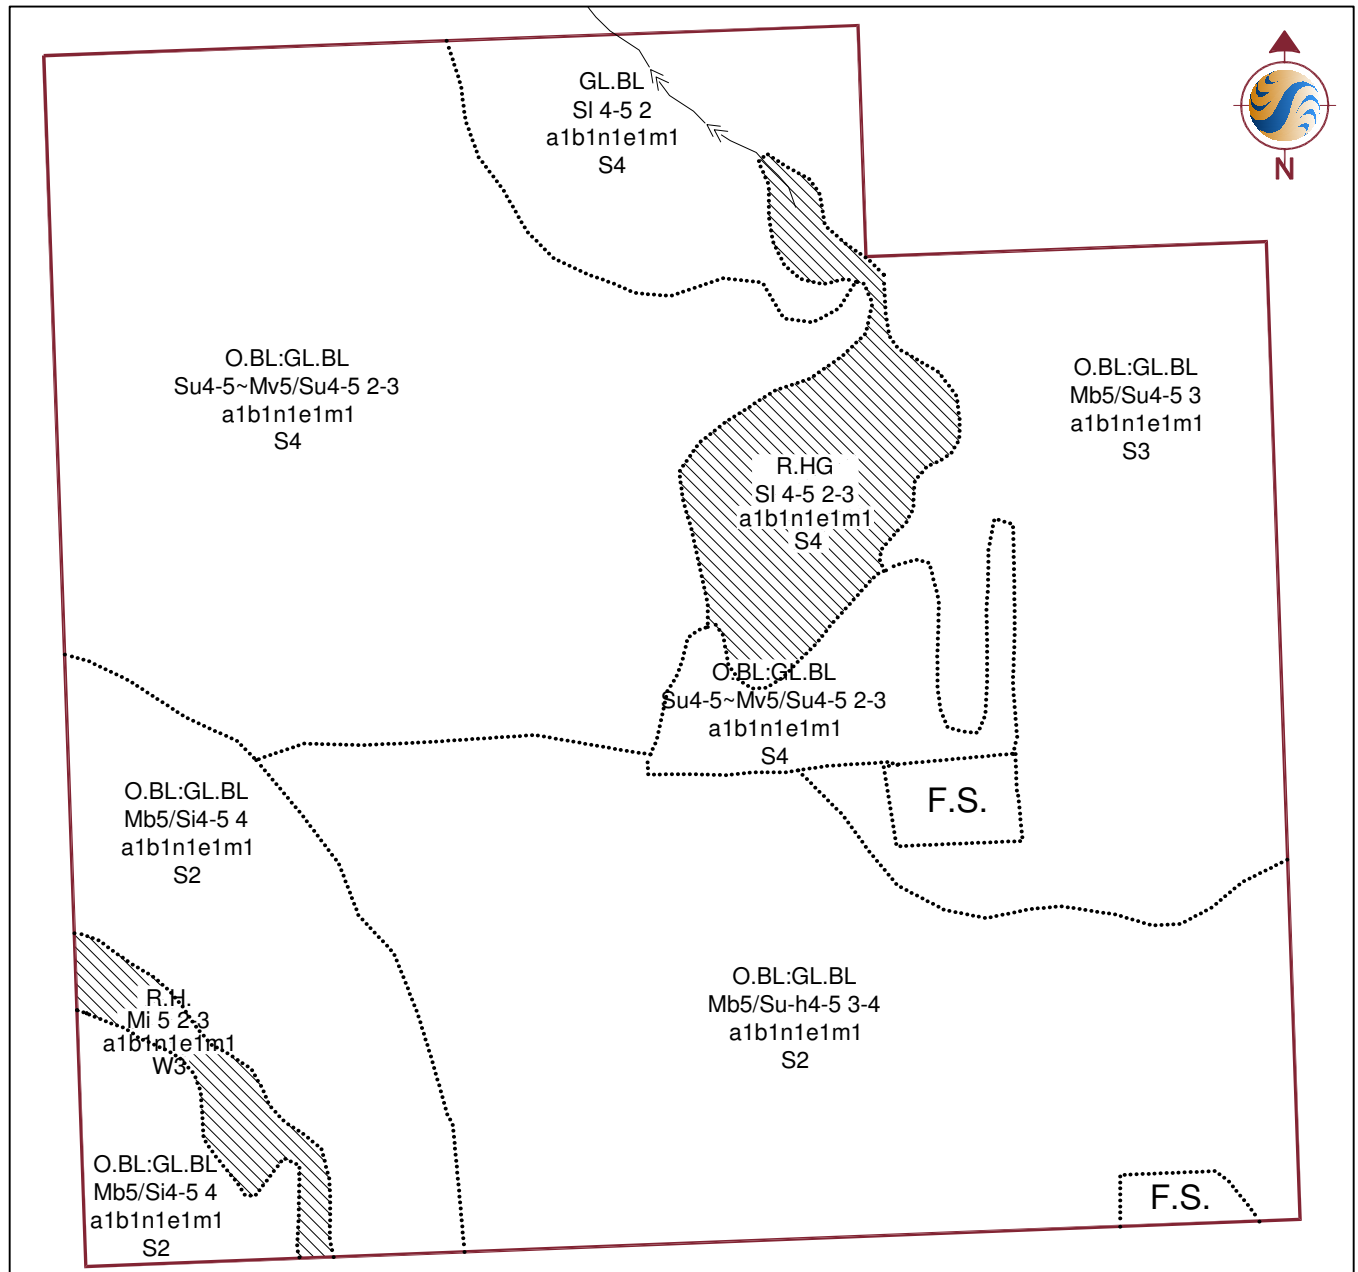 GL.BL
Sl 4-5 2
a1b1n1e1m1
S4
N
O.BL:GL.BL
Su4-5~Mv5/Su4-5 2-3
a1b1n1e1m1
S4
O.BL:GL.BL
Mb5/Su4-5 3
a1b1n1e1m1
S3
R.HG
Sl 4-5 2-3
a1b1n1e1m1
S4
O.BL:GL.BL
Su4-5~Mv5/Su4-5 2-3
a1b1n1e1m1
S4
F.S.
O.BL:GL.BL
Mb5/Si4-5 4
a1b1n1e1m1
S2
O.BL:GL.BL
Mb5/Su-h4-5 3-4
a1b1n1e1m1
S2
R.H.
Mi 5 2-3
a1b1n1e1m1
W3
O.BL:GL.BL
Mb5/Si4-5 4
a1b1n1e1m1
S2
F.S.